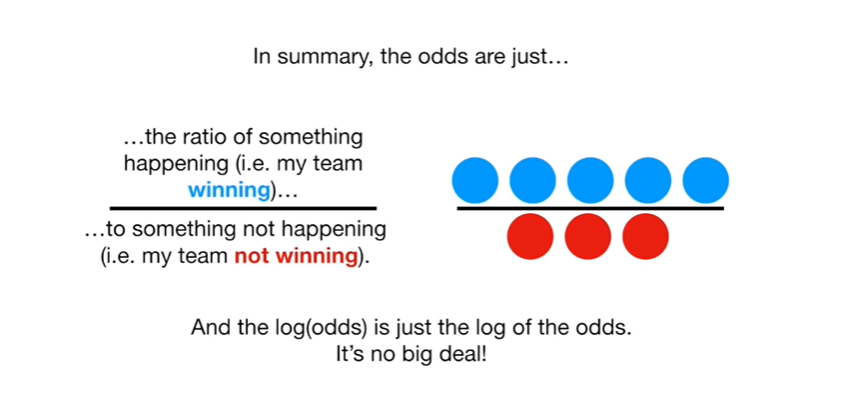 In summary, the odds are just…
…the ratio of something
happening (i.e. my team
winning)…
…to something not happening
(i.e. my team not winning).
And the log(odds) is just the log of the odds.
It’s no big deal!